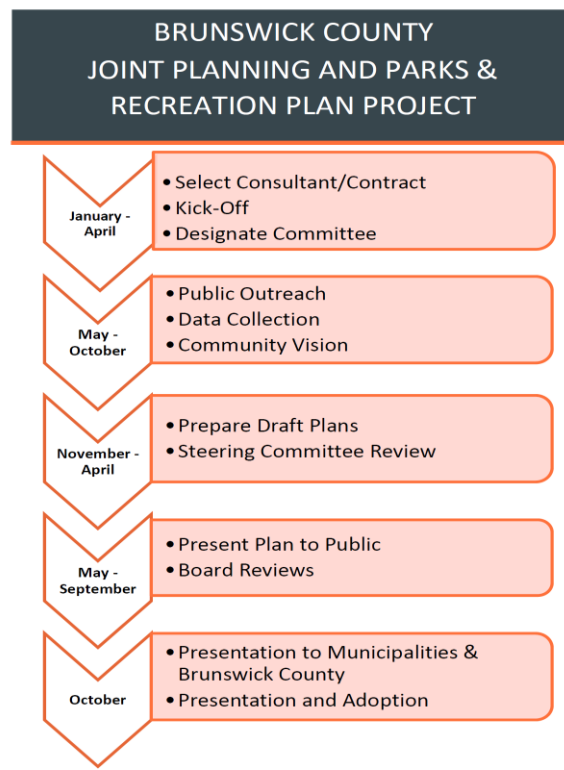 BRUNSWICK COUNTY
JOINT PLANNING AND PARKS &
RECREATION PLAN PROJECT
January -
April
• Select Consultant/Contract
• Kick-Off
• Designate Committee
May -
October
• Public Outreach
• Data Collection
• Community Vision
November -
April
• Prepare Draft Plans
• Steering Committee Review
May -
September
• Present Plan to Public
• Board Reviews
October
• Presentation to Municipalities &
Brunswick County
• Presentation and Adoption